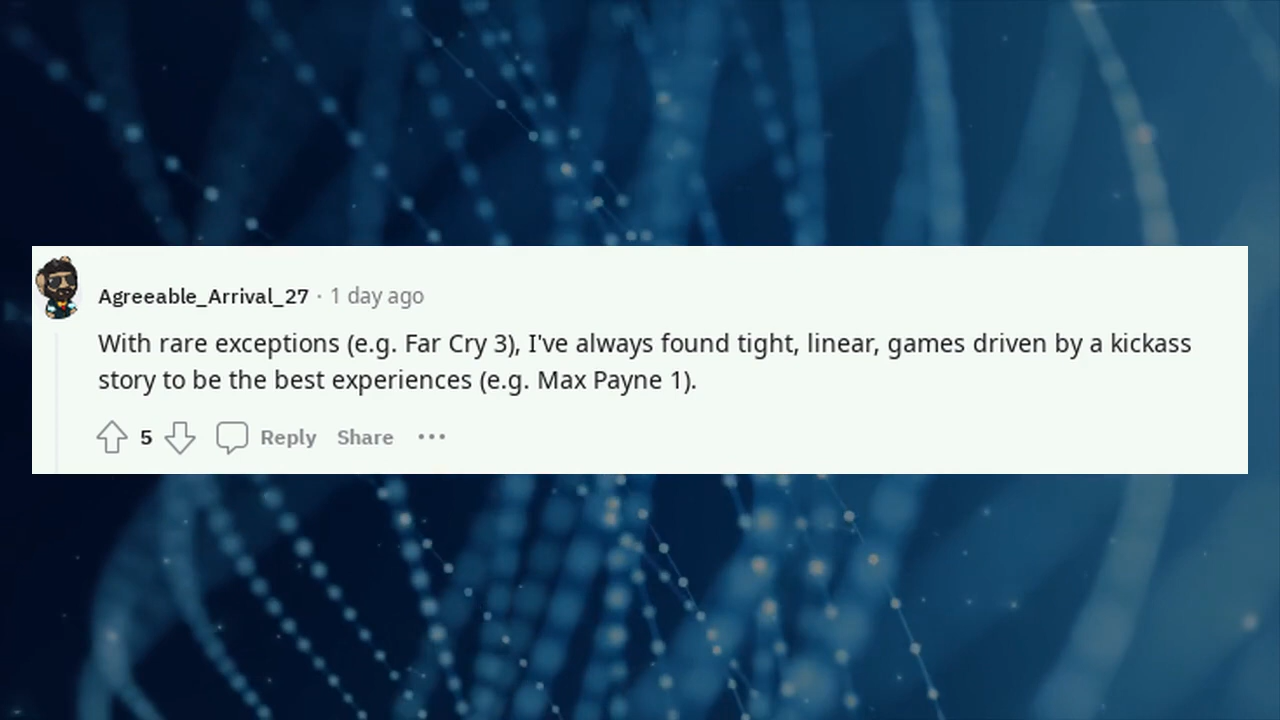 Agreeable_Arrival_27 · 1 day ago
With rare exceptions (e.g. Far Cry 3), I've always found tight, linear, games driven by a kickass
story to be the best experiences (e.g. Max Payne 1).
5 Reply Share ···